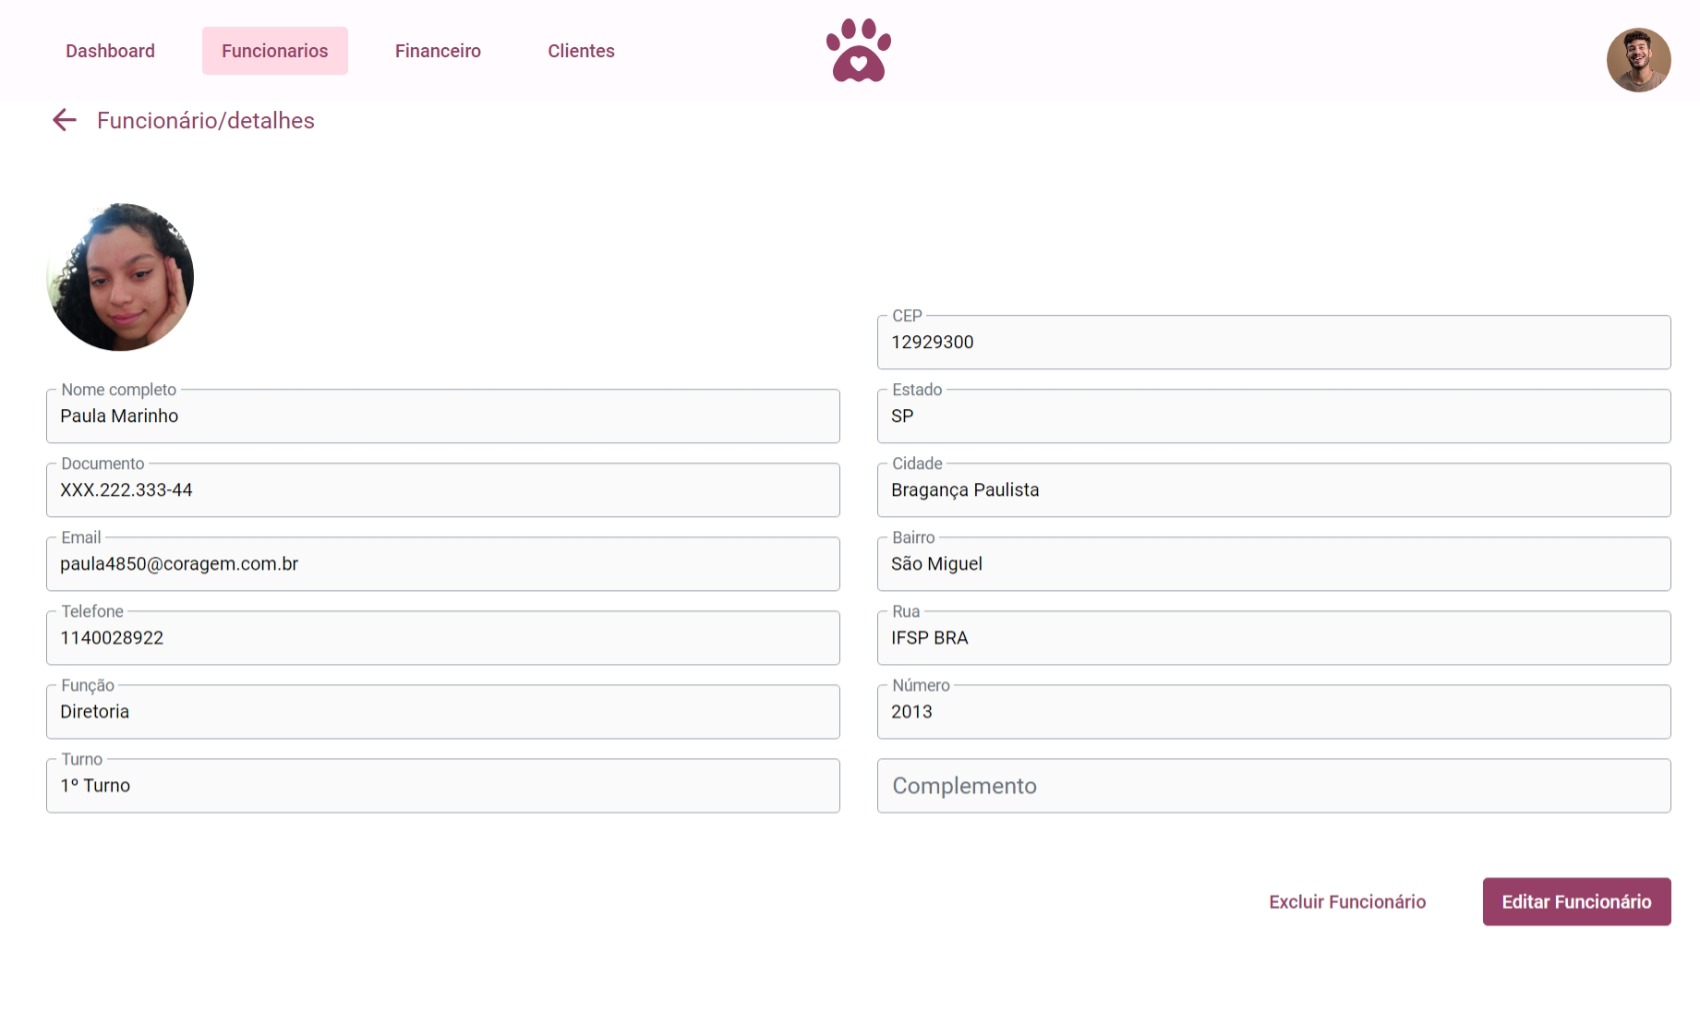 Dashboard
Funcionarios
Financeiro
Clientes
Funcionário/detalhes
Nome completo
Paula Marinho
Documento
XXX.222.333-44
Email
paula4850@coragem.com.br
Telefone
1140028922
Função
Diretoria
Turno
1º Turno
CEP
12929300
Estado
SP
Cidade
Bragança Paulista
Bairro
São Miguel
Rua
IFSP BRA
Número
2013
Complemento
Excluir Funcionário
Editar Funcionário